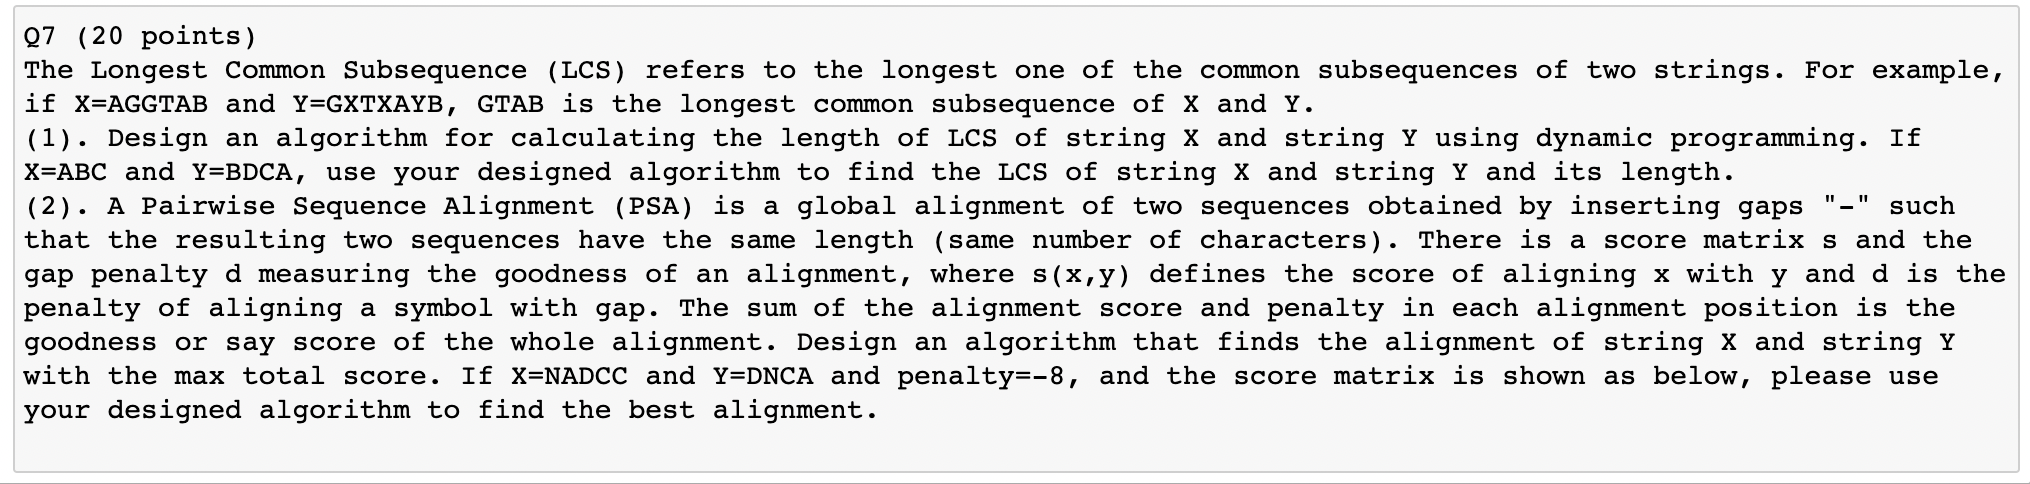 Q7 (20 points)
The Longest Common Subsequence (LCS) refers to the longest one of the common subsequences of two strings. For example,
if X=AGGTAB and Y=GXTXAYB, GTAB is the longest common subsequence of X and Y.
(1). Design an algorithm for calculating the length of LCS of string X and string Y using dynamic programming. If
X=ABC and Y=BDCA, use your designed algorithm to find the LCS of string X and string Y and its length.
(2). A Pairwise Sequence Alignment (PSA) is a global alignment of two sequences obtained by inserting gaps "-" such
that the resulting two sequences have the same length (same number of characters). There is a score matrix s and the
gap penalty d measuring the goodness of an alignment, where s(x,y) defines the score of aligning x with y and d is the
penalty of aligning a symbol with gap. The sum of the alignment score and penalty in each alignment position is the
goodness or say score of the whole alignment. Design an algorithm that finds the alignment of string X and string Y
with the max total score. If X=NADCC and Y=DNCA and penalty=-8, and the score matrix is shown as below, please use
your designed algorithm to find the best alignment.